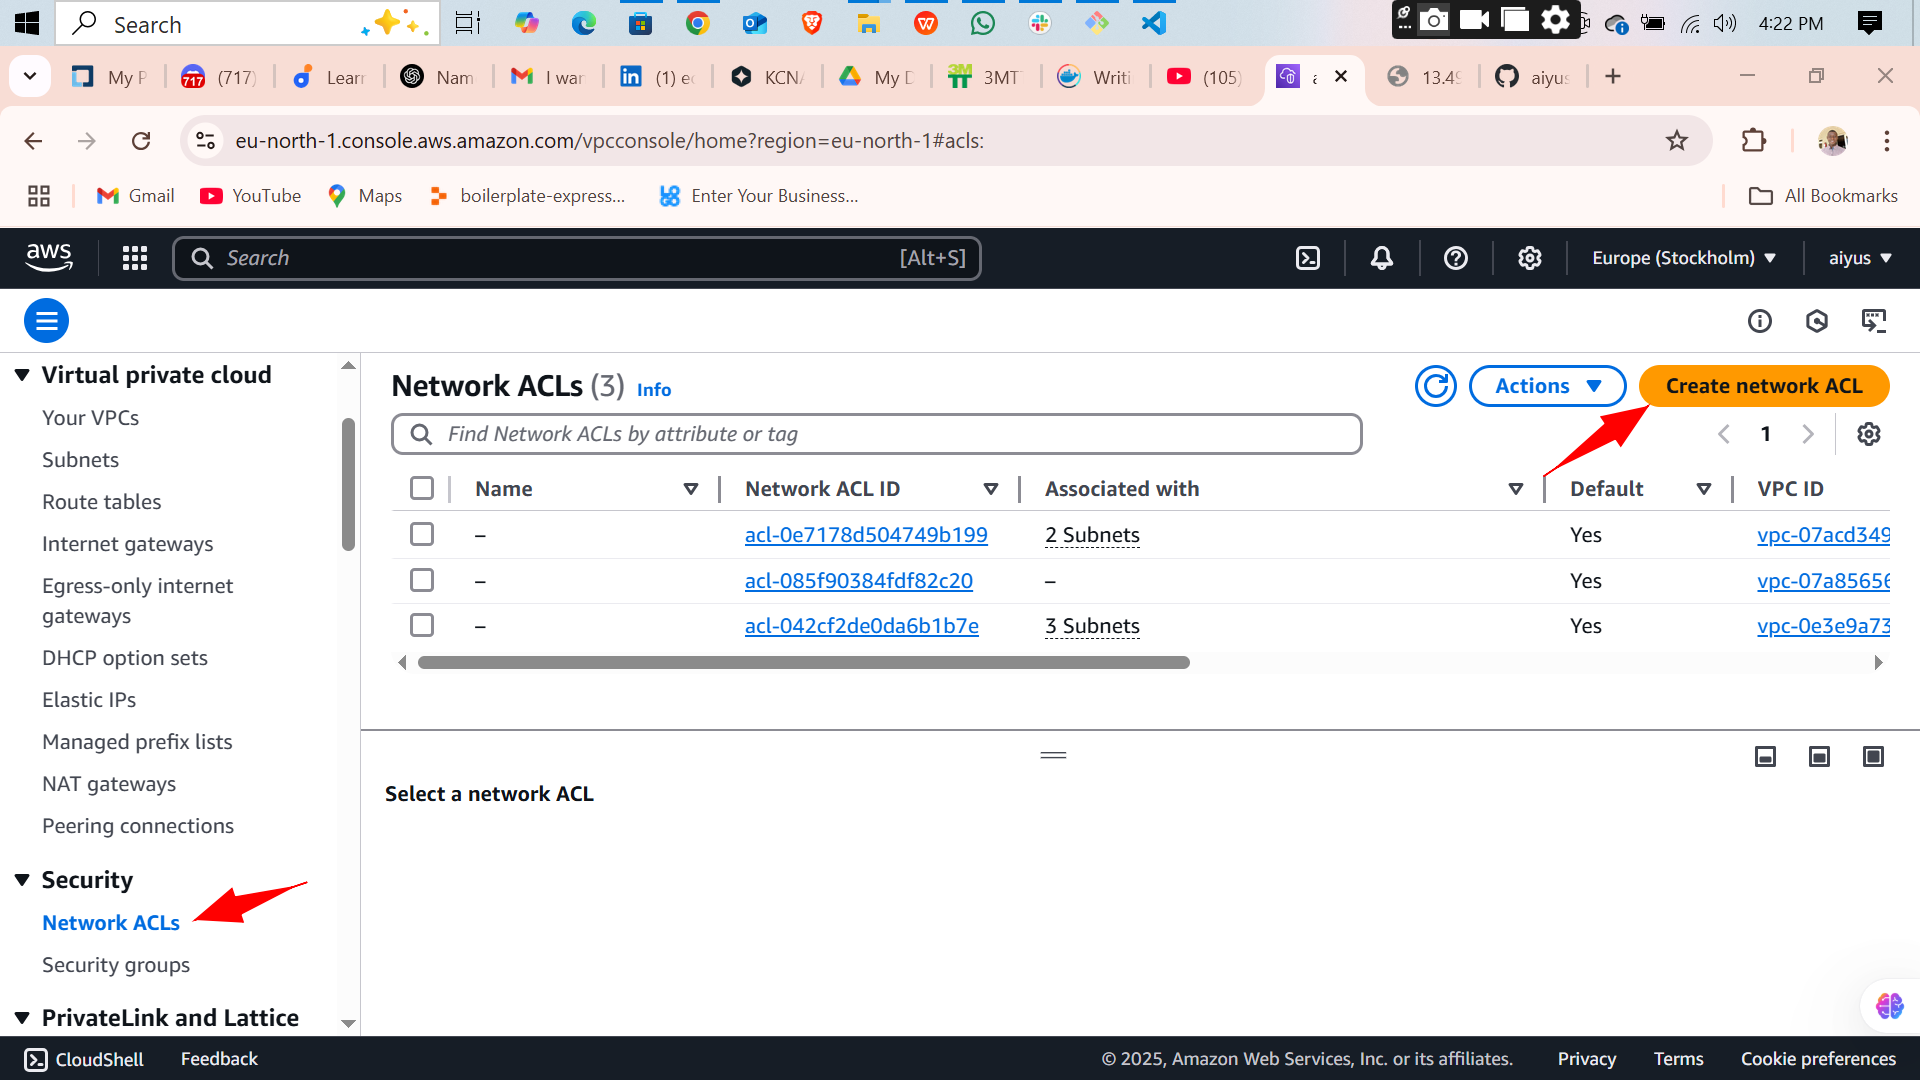 Search
4:22 PM
My P
717
(717)
Learn
Nam
I war
(1) ec
KCNA
My D
3MT
Writi
(105)
13.49
aiyus
eu-north-1.console.aws.amazon.com/vpcconsole/home?region=eu-north-1#acls:
Gmail
YouTube
Maps
boilerplate-express...
Enter Your Business...
All Bookmarks
aws
Search
[Alt+S]
Europe (Stockholm)
aiyus
Virtual private cloud
Your VPCs
Subnets
Route tables
Internet gateways
Egress-only internet
gateways
DHCP option sets
Elastic IPs
Managed prefix lists
NAT gateways
Peering connections
Security
Network ACLs
Security groups
PrivateLink and Lattice
Network ACLs (3) Info
Actions
Create network ACL
Find Network ACLs by attribute or tag
1
Name Network ACL ID Associated with Default VPC ID
– acl-0e7178d504749b199 2 Subnets Yes vpc-07acd349
– acl-085f90384fdf82c20 – Yes vpc-07a85656
– acl-042cf2de0da6b1b7e 3 Subnets Yes vpc-0e3e9a73
Select a network ACL
CloudShell
Feedback
© 2025, Amazon Web Services, Inc. or its affiliates.
Privacy
Terms
Cookie preferences